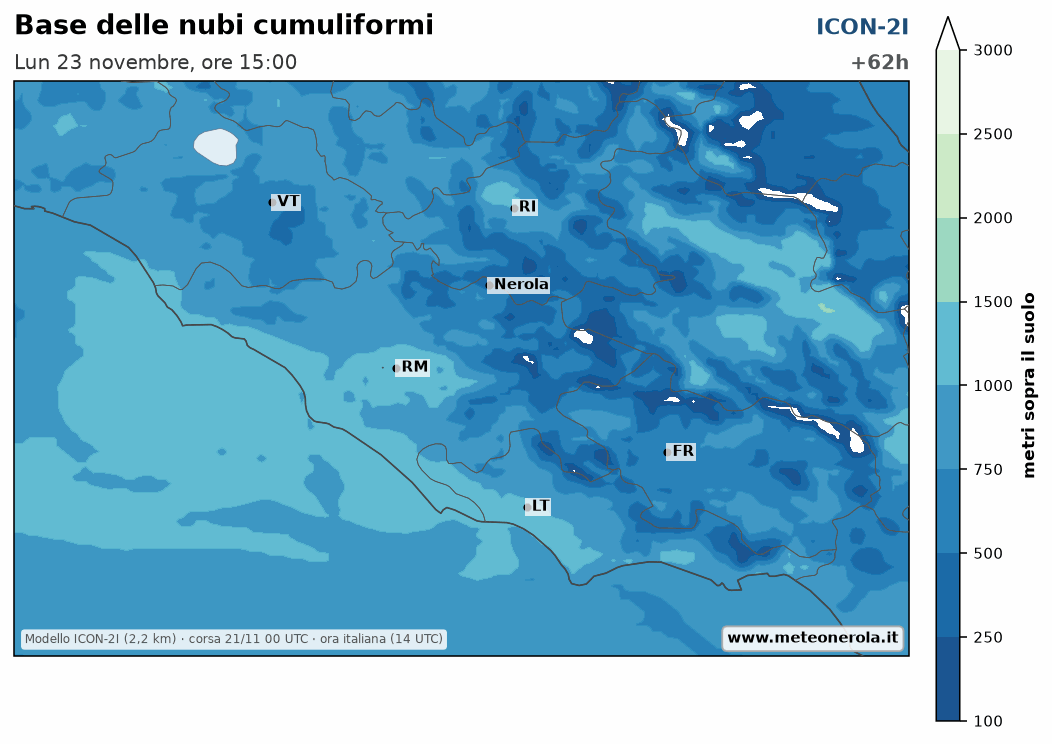 Base delle nubi cumuliformi
ICON-2I
Lun 23 novembre, ore 15:00
+62h
3000
2500
2000
1500
1000
750
500
250
100
metri sopra il suolo
VT
RI
Nerola
RM
FR
LT
Modello ICON-2I (2,2 km) · corsa 21/11 00 UTC · ora italiana (14 UTC)
www.meteonerola.it